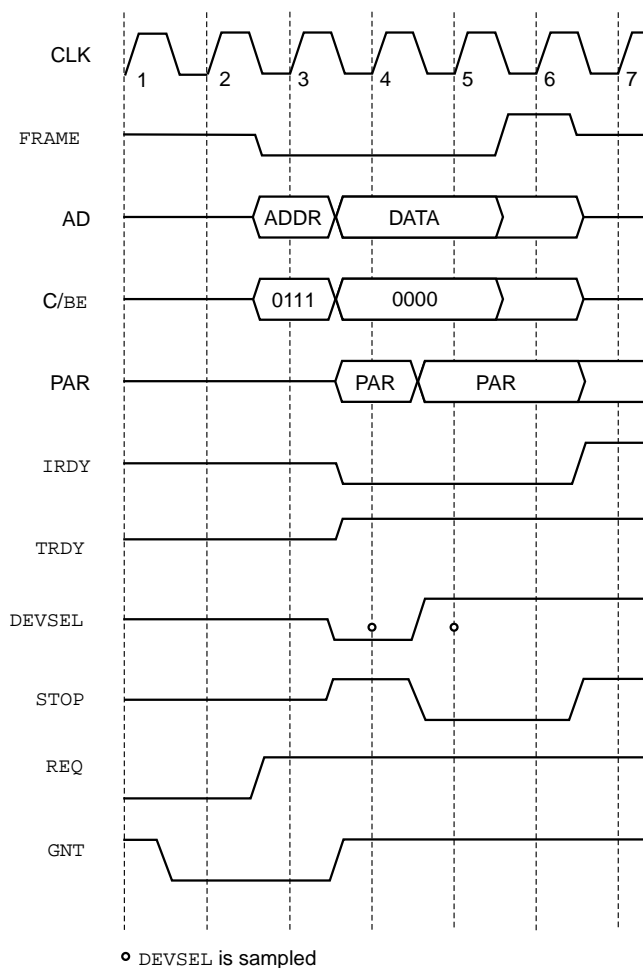 CLK
1 2 3 4 5 6 7
FRAME
AD ADDR DATA
C/BE 0111 0000
PAR PAR PAR
IRDY
TRDY
DEVSEL
STOP
REQ
GNT
DEVSEL is sampled